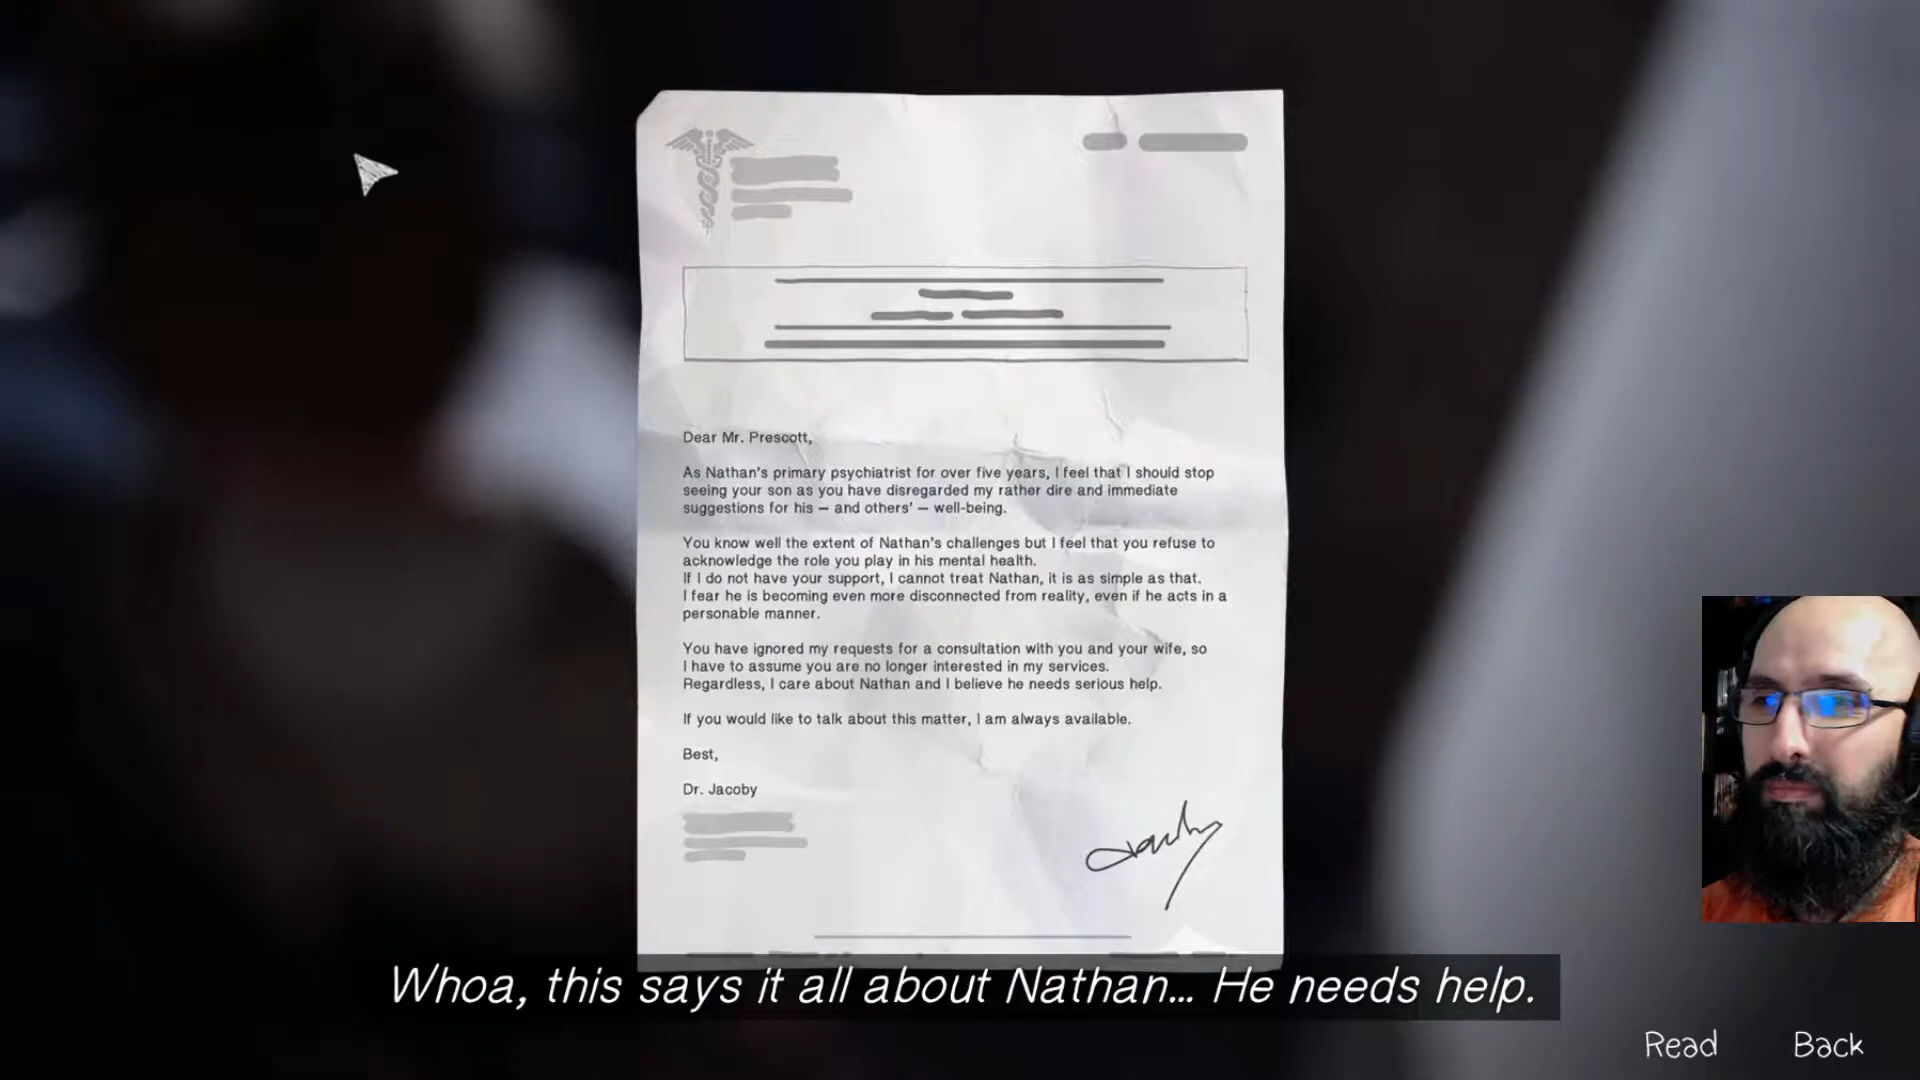 Dear Mr. Prescott,
As Nathan's primary psychiatrist for over five years, I feel that I should stop
seeing your son as you have disregarded my rather dire and immediate
suggestions for his – and others' – well-being.
You know well the extent of Nathan's challenges but I feel that you refuse to
acknowledge the role you play in his mental health.
If I do not have your support, I cannot treat Nathan, it is as simple as that.
I fear he is becoming even more disconnected from reality, even if he acts in a
personable manner.
You have ignored my requests for a consultation with you and your wife, so
I have to assume you are no longer interested in my services.
Regardless, I care about Nathan and I believe he needs serious help.
If you would like to talk about this matter, I am always available.
Best,
Dr. Jacoby
Whoa, this says it all about Nathan... He needs help.
Read
Back